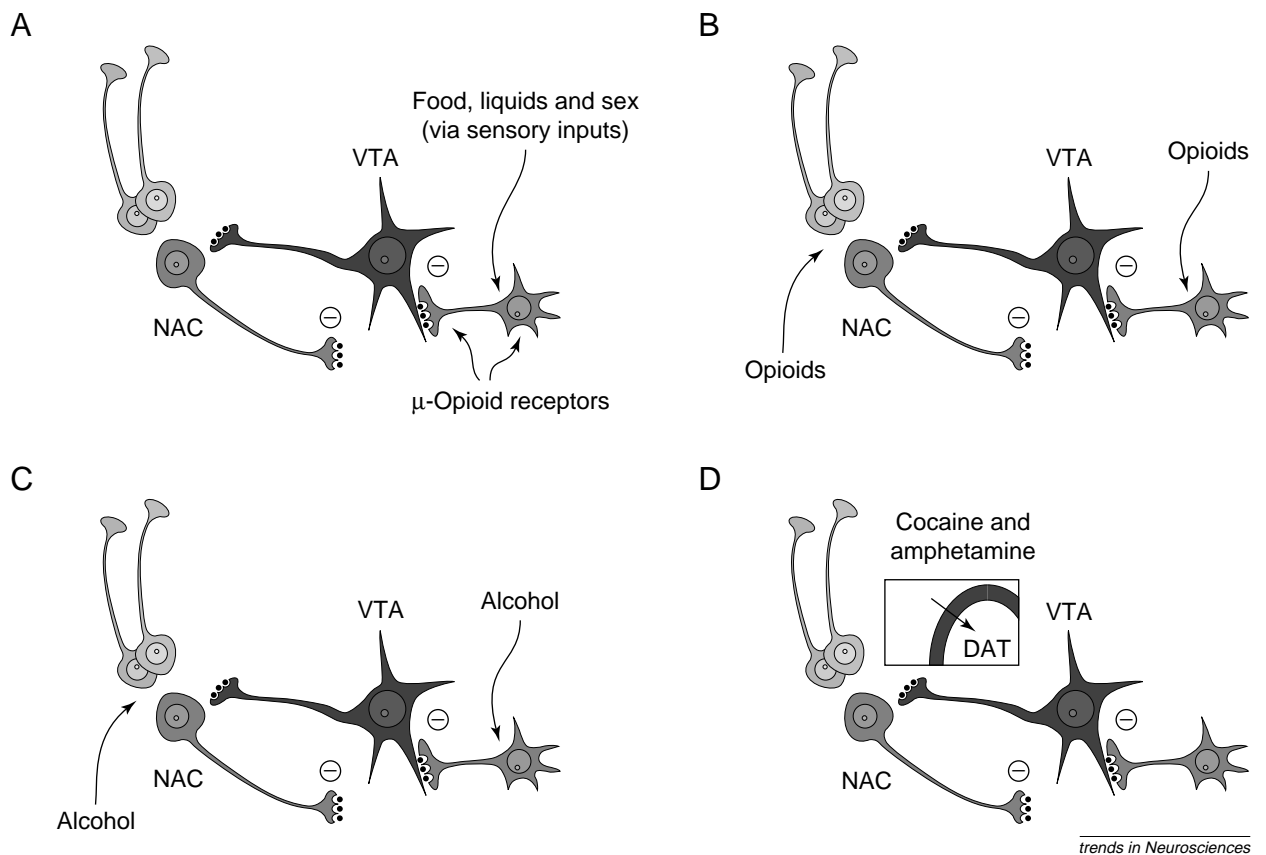 A
Food, liquids and sex
(via sensory inputs)
VTA
NAC
μ-Opioid receptors
B
VTA
Opioids
NAC
Opioids
C
VTA
Alcohol
NAC
Alcohol
D
Cocaine and
amphetamine
DAT
VTA
NAC
trends in Neurosciences